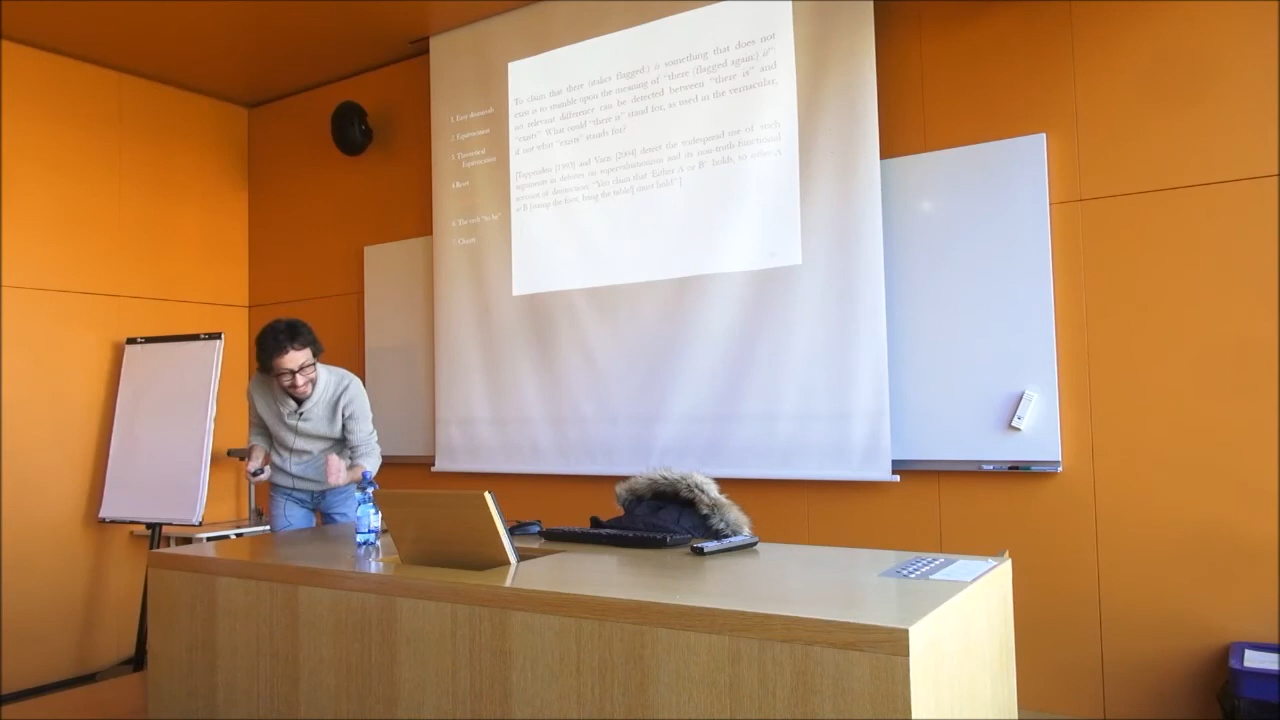 1. Easy dismissals
2. Equivocation
3. Theoretical
Equivocation
4. Reset
6. The verb "to be"
7. Charity
To claim that there (italics flagged:) is something that does not
exist is to stumble upon the meaning of "there (flagged again:) is":
no relevant difference can be detected between "there is" and
"exists". What could "there is" stand for, as used in the vernacular,
if not what "exists" stands for?
[Tappenden [1993] and Varzi [2004] detect the widespread use of such
arguments in debates on supervaluationism and its non-truth-functional
account of disjunction: "You claim that 'Either A or B' holds, so either A
or B [stamp the foot, bang the table] must hold." ]